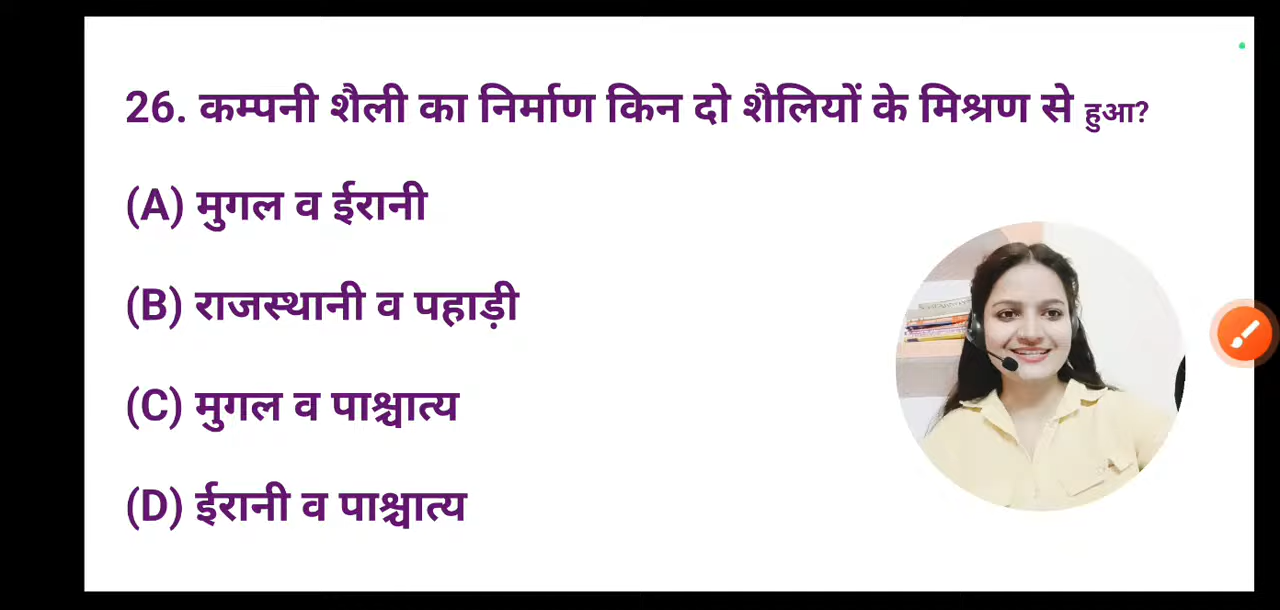 26. कम्पनी शैली का निर्माण किन दो शैलियों के मिश्रण से हुआ?
(A) मुगल व ईरानी
(B) राजस्थानी व पहाड़ी
(C) मुगल व पाश्चात्य
(D) ईरानी व पाश्चात्य